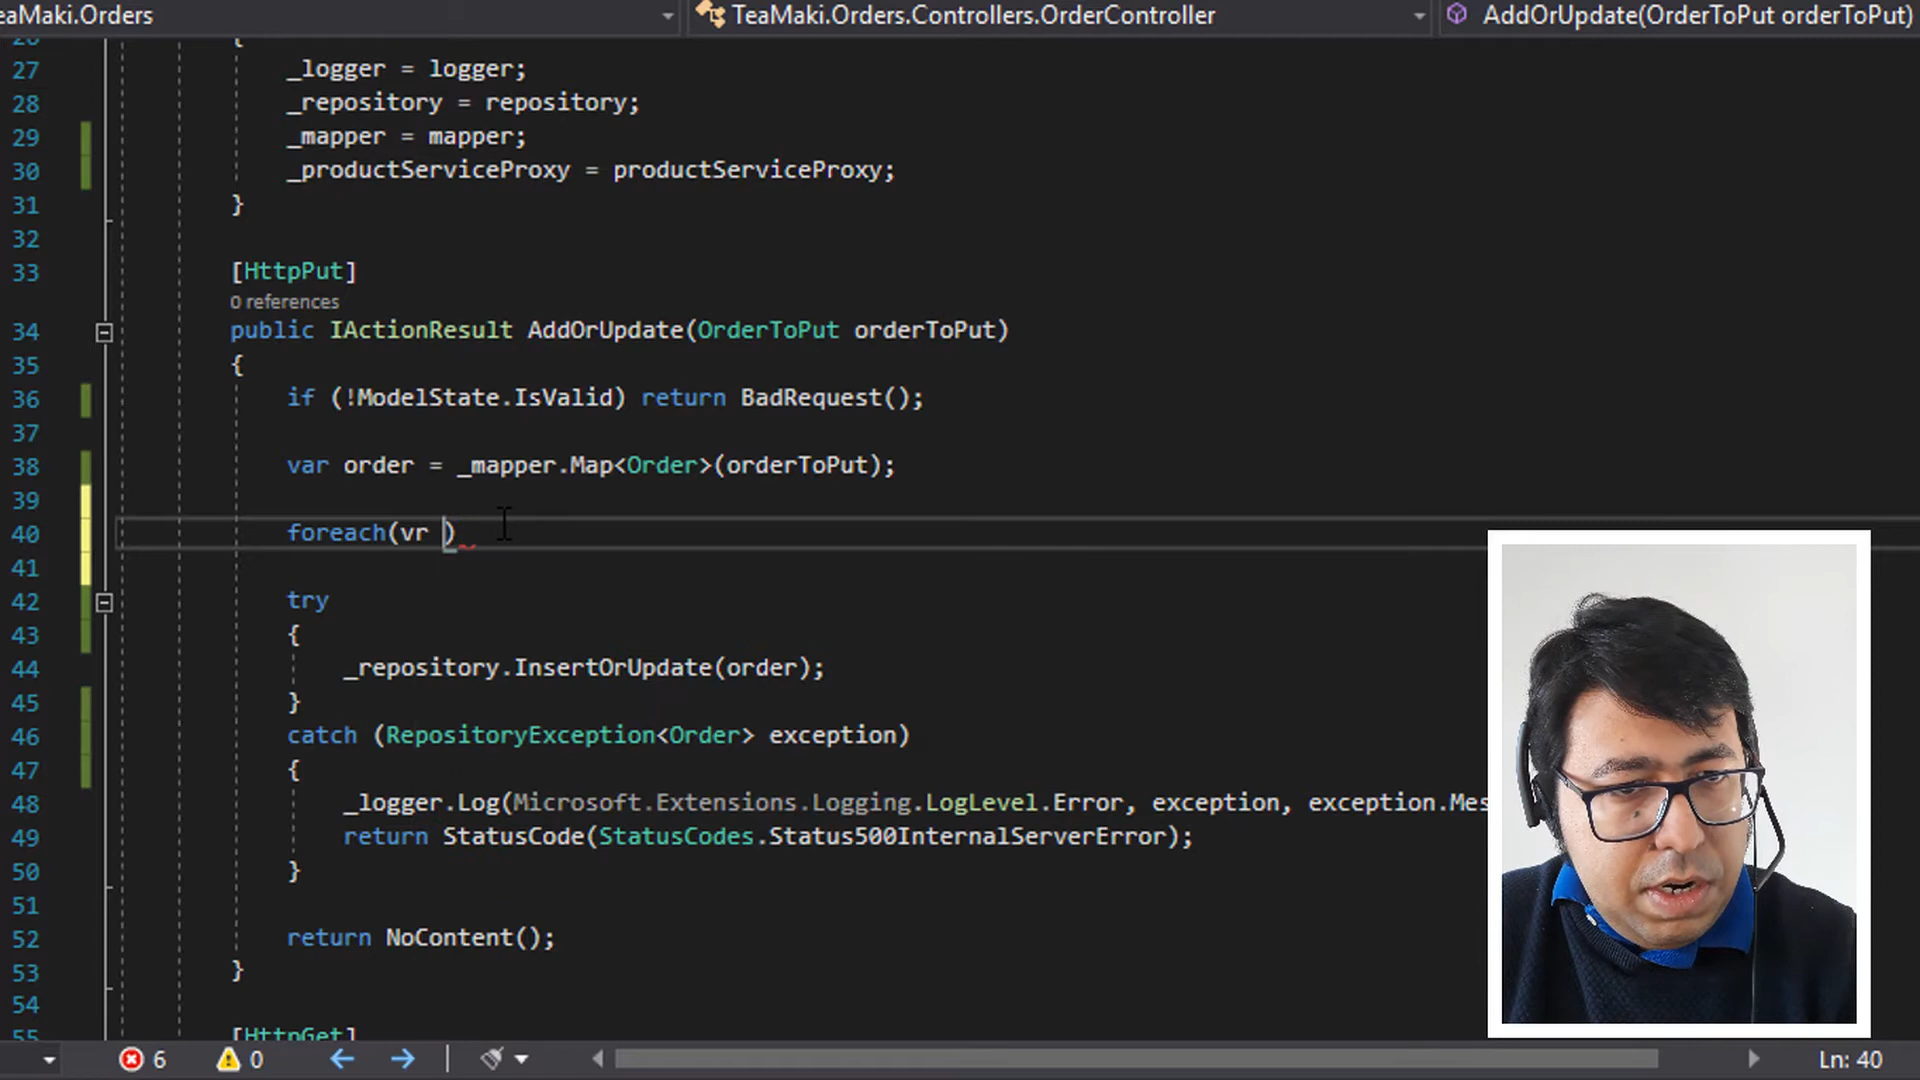 eaMaki.Orders
TeaMaki.Orders.Controllers.OrderController
AddOrUpdate(OrderToPut orderToPut)
26 {
27 _logger = logger;
28 _repository = repository;
29 _mapper = mapper;
30 _productServiceProxy = productServiceProxy;
31 }
32
33 [HttpPut]
0 references
34 public IActionResult AddOrUpdate(OrderToPut orderToPut)
35 {
36 if (!ModelState.IsValid) return BadRequest();
37
38 var order = _mapper.Map<Order>(orderToPut);
39
40 foreach(vr )
41
42 try
43 {
44 _repository.InsertOrUpdate(order);
45 }
46 catch (RepositoryException<Order> exception)
47 {
48 _logger.Log(Microsoft.Extensions.Logging.LogLevel.Error, exception, exception.Mes
49 return StatusCode(StatusCodes.Status500InternalServerError);
50 }
51
52 return NoContent();
53 }
54
55 [HttpGet]
6 0 Ln: 40